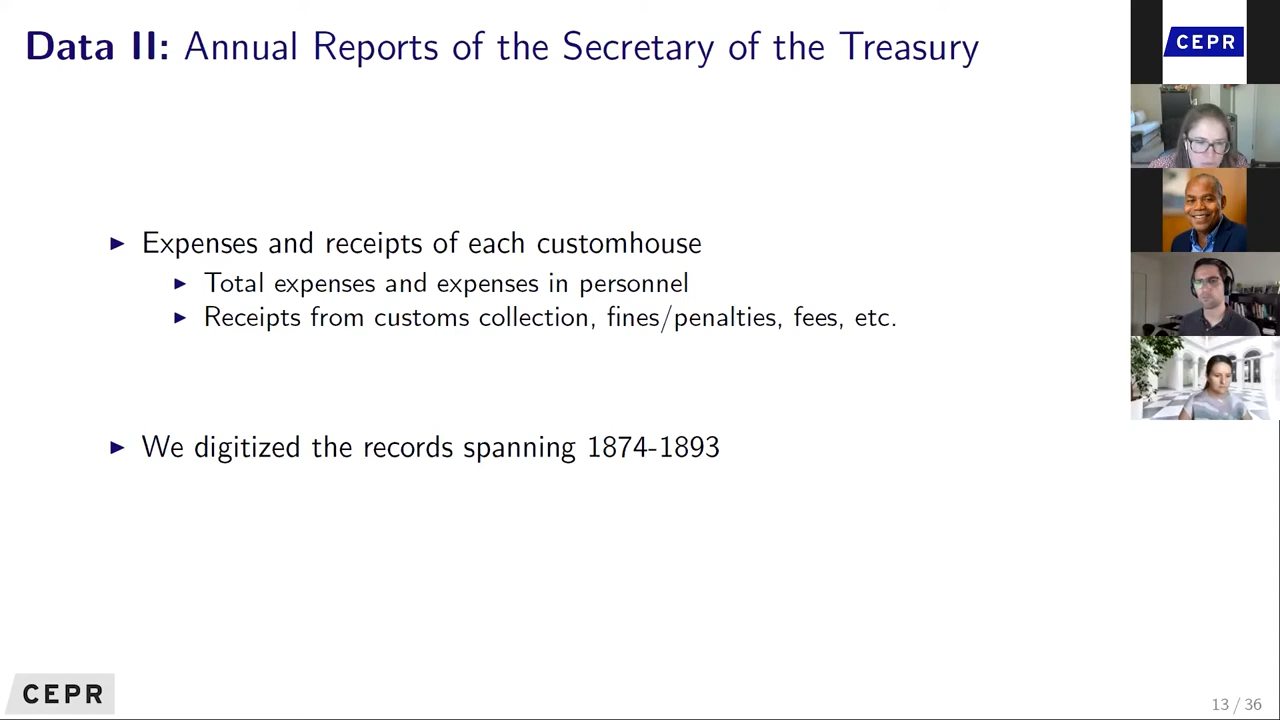 Data II: Annual Reports of the Secretary of the Treasury
CEPR
► Expenses and receipts of each customhouse
► Total expenses and expenses in personnel
► Receipts from customs collection, fines/penalties, fees, etc.
► We digitized the records spanning 1874-1893
CEPR
13 / 36